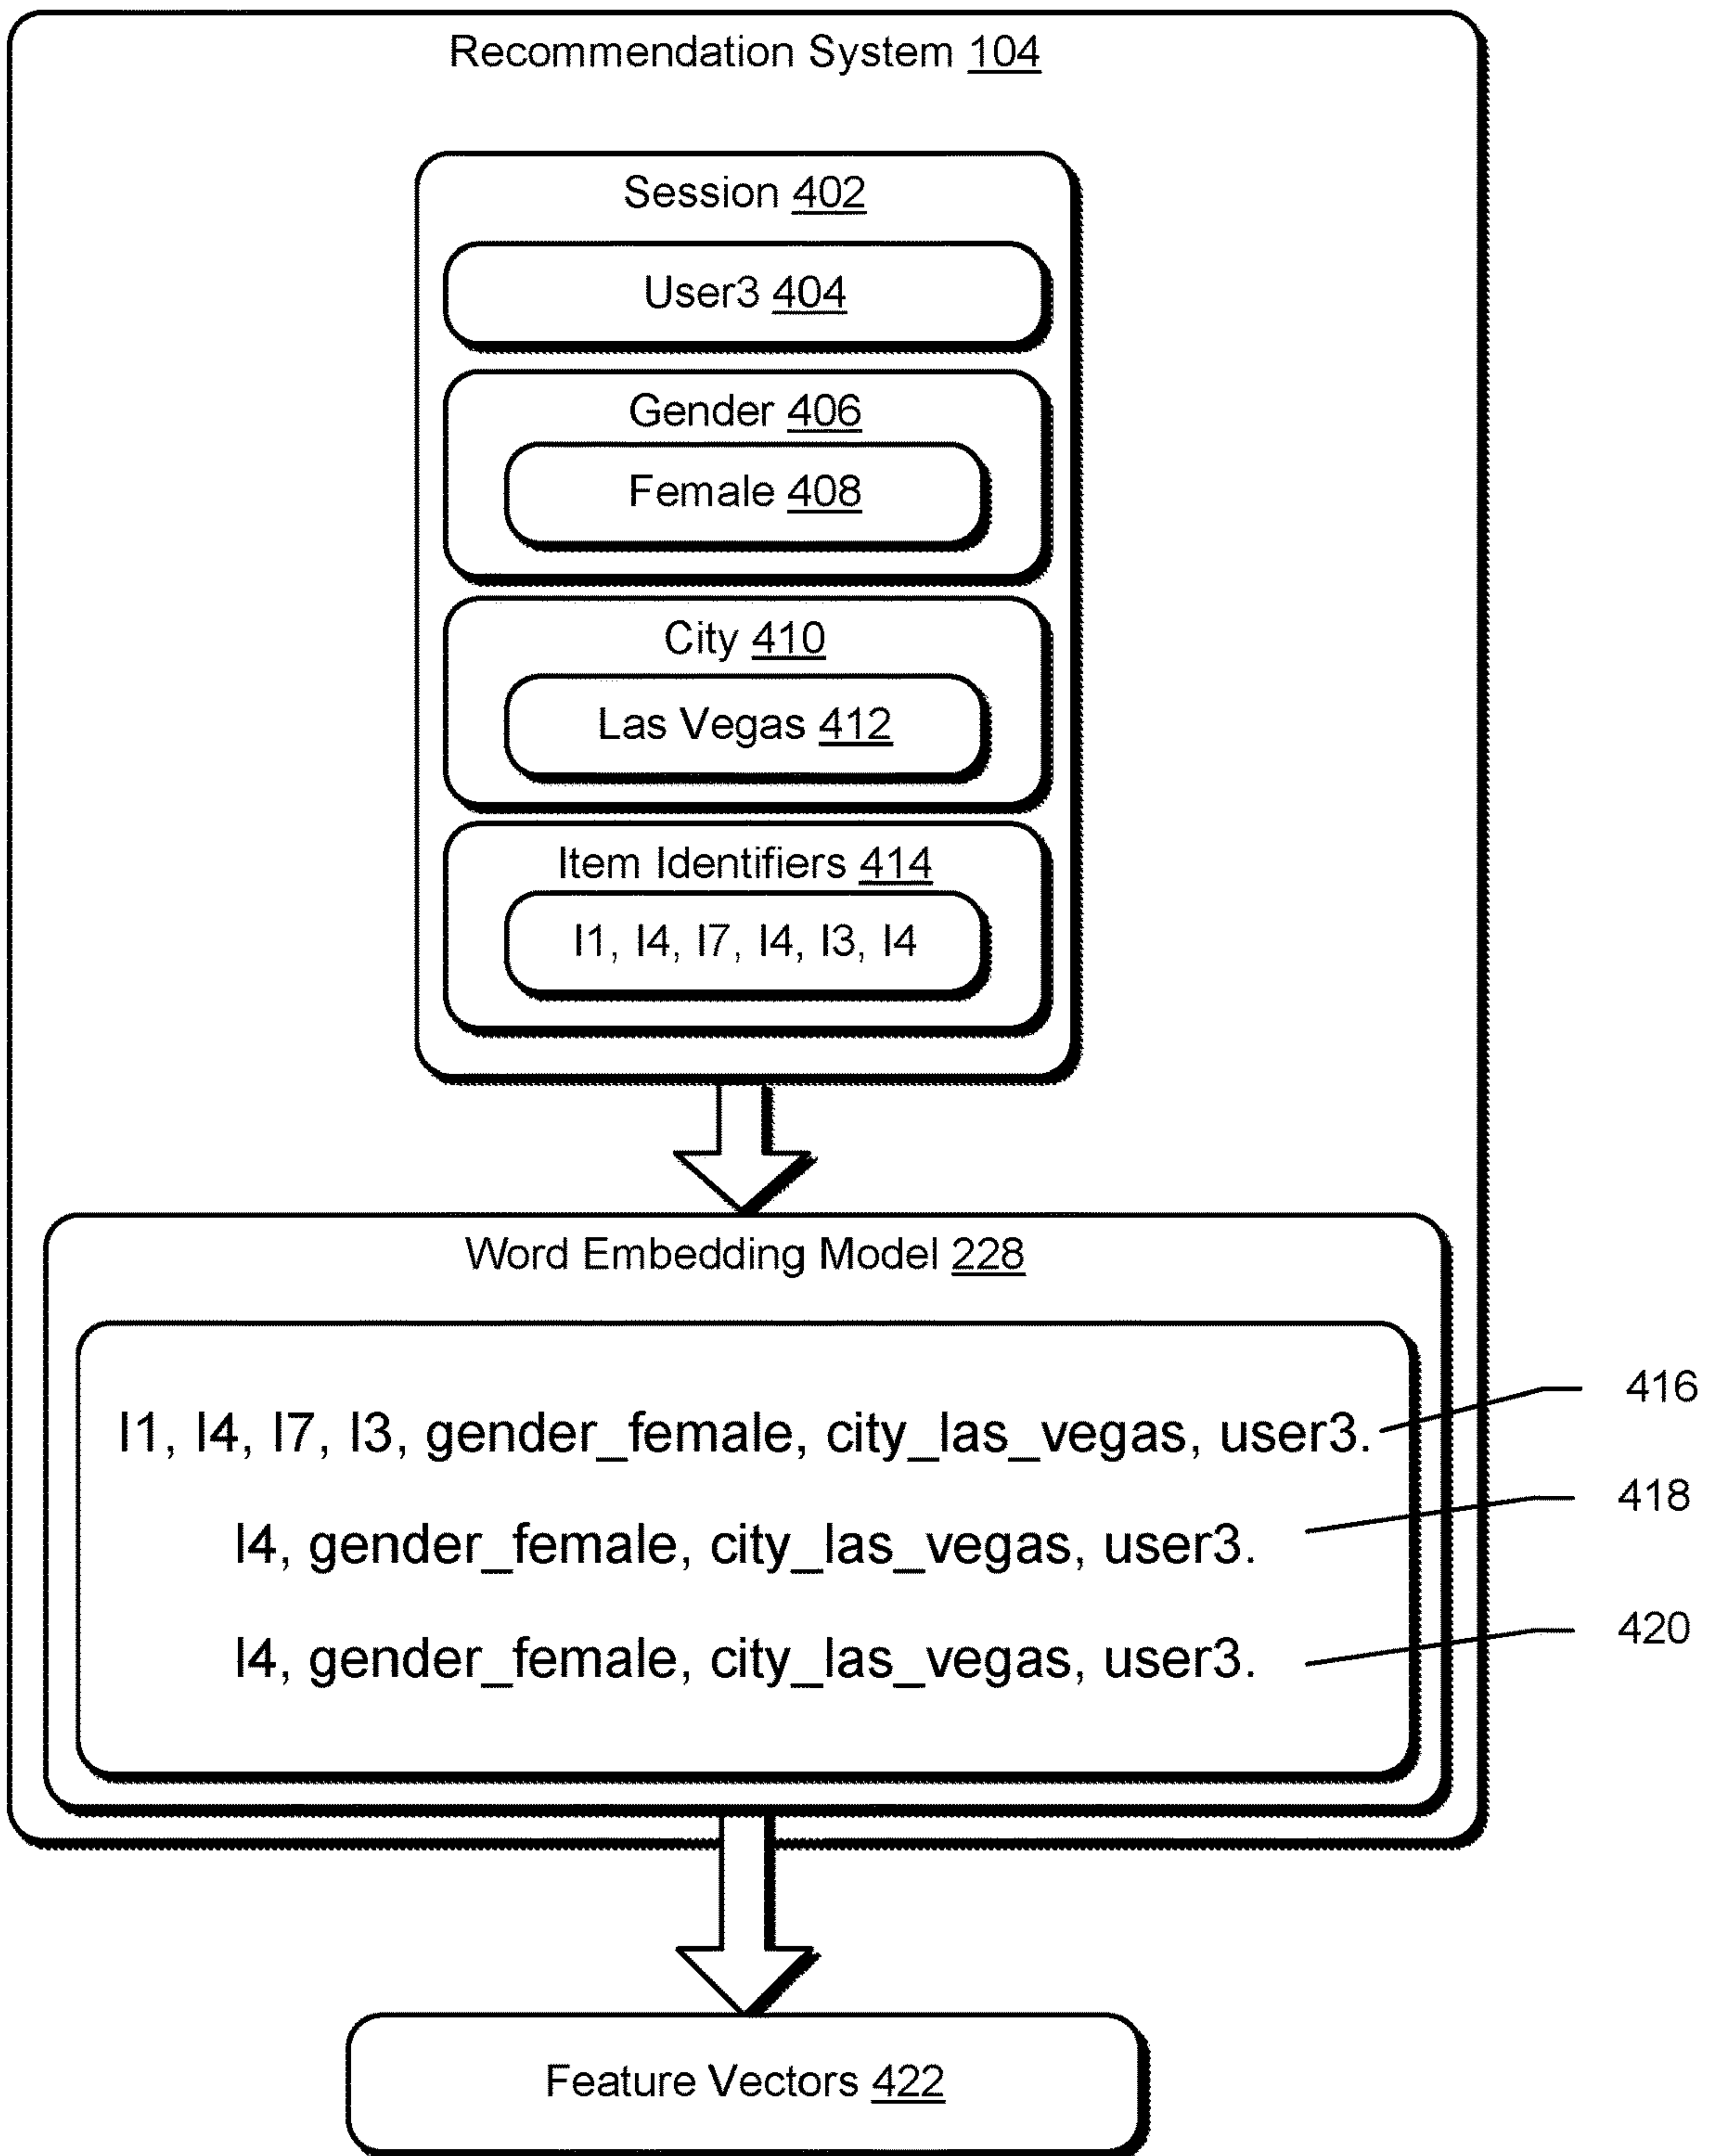 Recommendation System 104
Session 402
User3 404
Gender 406
Female 408
City 410
Las Vegas 412
Item Identifiers 414
I1, I4, I7, I4, I3, I4
Word Embedding Model 228
I1, I4, I7, I3, gender_female, city_las_vegas, user3.
416
I4, gender_female, city_las_vegas, user3.
418
I4, gender_female, city_las_vegas, user3.
420
Feature Vectors 422